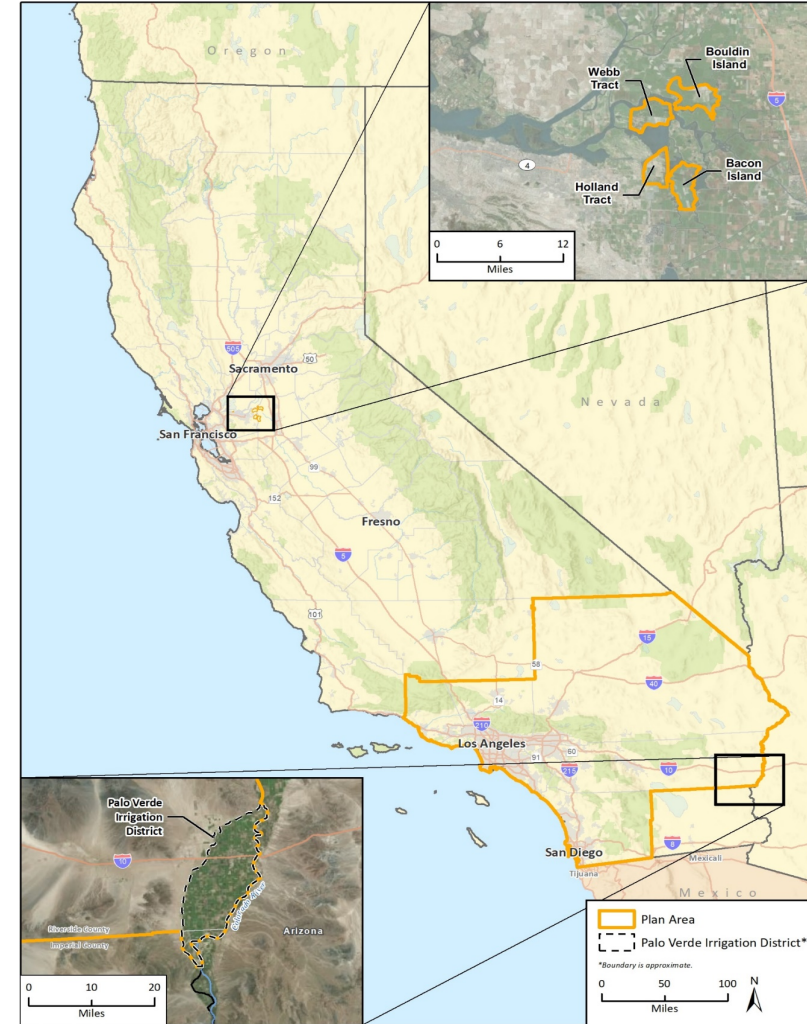 Oregon
Bouldin
Island
Webb
Tract
5
4
Bacon
Island
Holland
Tract
0 6 12
Miles
505
50
Sacramento
Nevada
San Francisco
99
152
Fresno
5
101
15
58
40
14
210
Los Angeles
91
60
215
10
San Diego
8
Tijuana
Mexicali
Mexico
Palo Verde
Irrigation
District
10
Colorado River
Riverside County
Imperial County
Arizona
0 10 20
Miles
Plan Area
Palo Verde Irrigation District*
*Boundary is approximate.
0 50 100
Miles
N